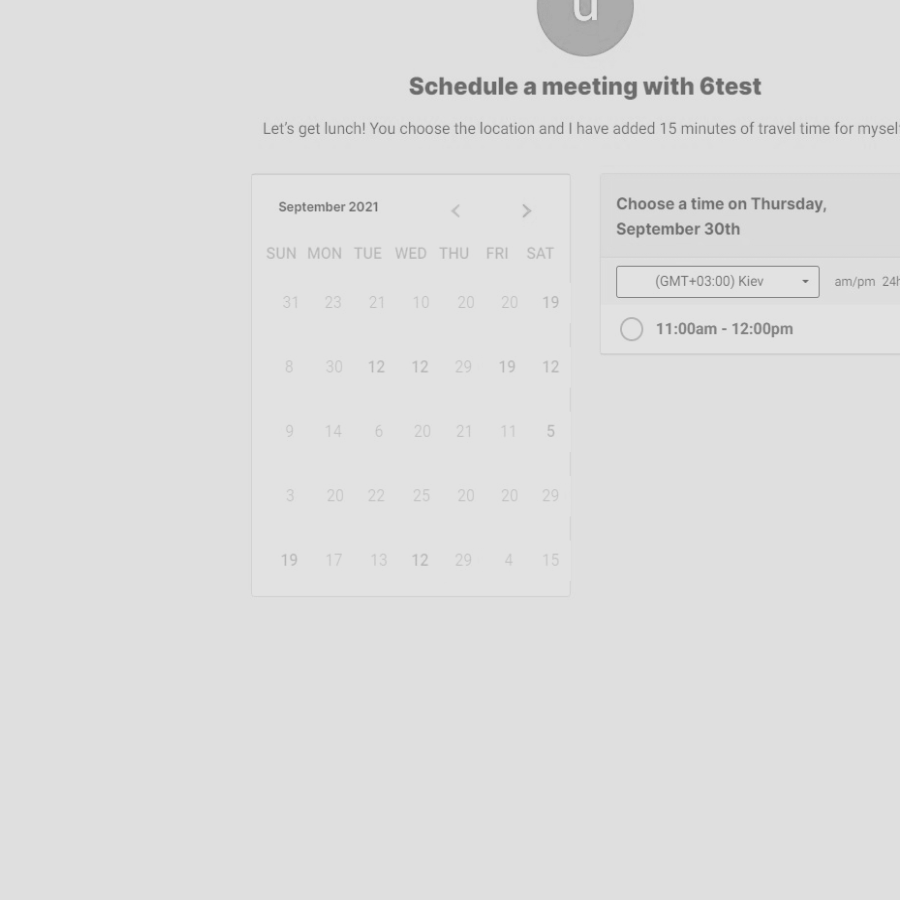 u
Schedule a meeting with 6test
Let's get lunch! You choose the location and I have added 15 minutes of travel time for mysel
September 2021
SUN MON TUE WED THU FRI SAT
31 23 21 10 20 20 19
8 30 12 12 29 19 12
9 14 6 20 21 11 5
3 20 22 25 20 20 29
19 17 13 12 29 4 15
Choose a time on Thursday,
September 30th
(GMT+03:00) Kiev am/pm 24h
11:00am - 12:00pm